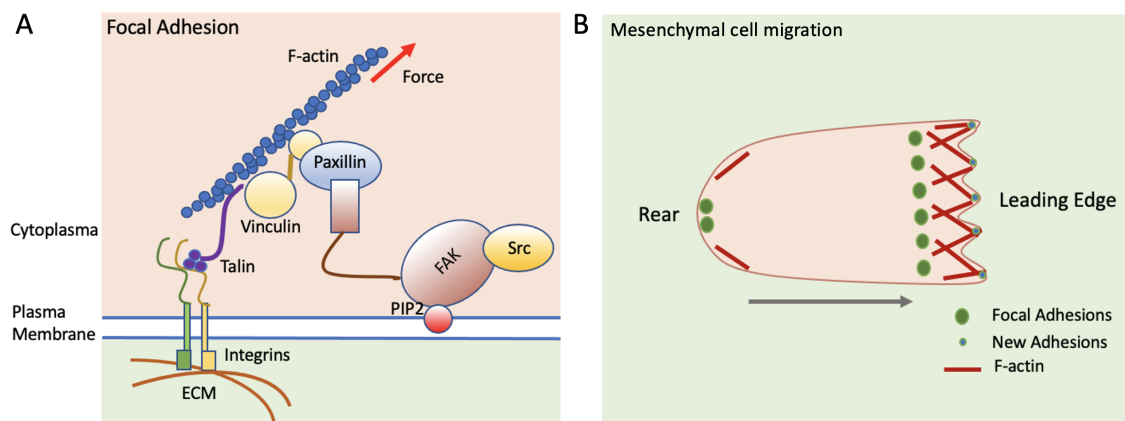 A
Focal Adhesion
F-actin
Force
Paxillin
Vinculin
Cytoplasma
Talin
FAK
Src
PIP2
Plasma
Membrane
Integrins
ECM
B
Mesenchymal cell migration
Rear
Leading Edge
Focal Adhesions
New Adhesions
F-actin